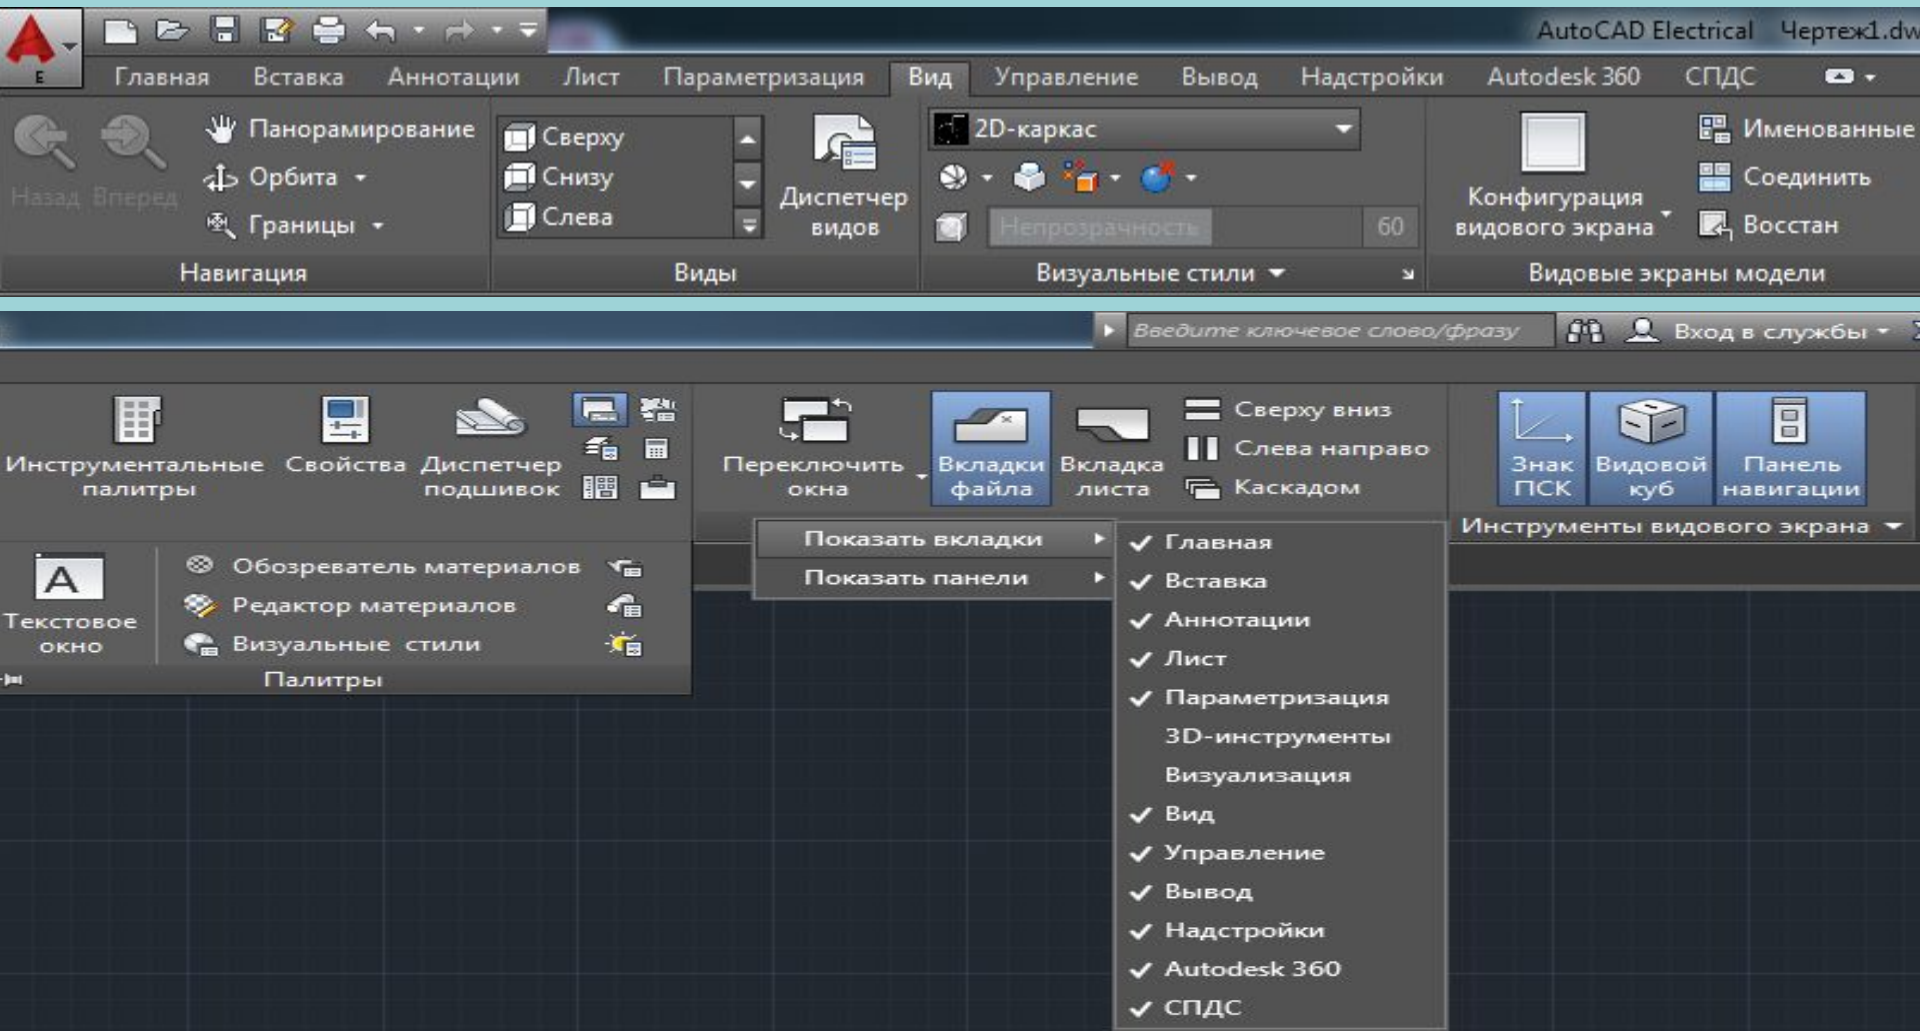 AutoCAD Electrical Чертеж1.dw
E
Главная Вставка Аннотации Лист Параметризация Вид Управление Вывод Надстройки Autodesk 360 СПДС
Назад Вперед
Панорамирование
Орбита
Границы
Навигация
Сверху
Снизу
Слева
Диспетчер
видов
Виды
2D-каркас
Непрозрачность 60
Визуальные стили
Конфигурация
видового экрана
Именованные
Соединить
Восстан
Видовые экраны модели
Введите ключевое слово/фразу Вход в службы
Инструментальные
палитры
Свойства
Диспетчер
подшивок
Переключить
окна
Вкладки
файла
Вкладка
листа
Сверху вниз
Слева направо
Каскадом
Знак
ПСК
Видовой
куб
Панель
навигации
Инструменты видового экрана
A
Текстовое
окно
Обозреватель материалов
Редактор материалов
Визуальные стили
Палитры
Показать вкладки
Показать панели
Главная
Вставка
Аннотации
Лист
Параметризация
3D-инструменты
Визуализация
Вид
Управление
Вывод
Надстройки
Autodesk 360
СПДС